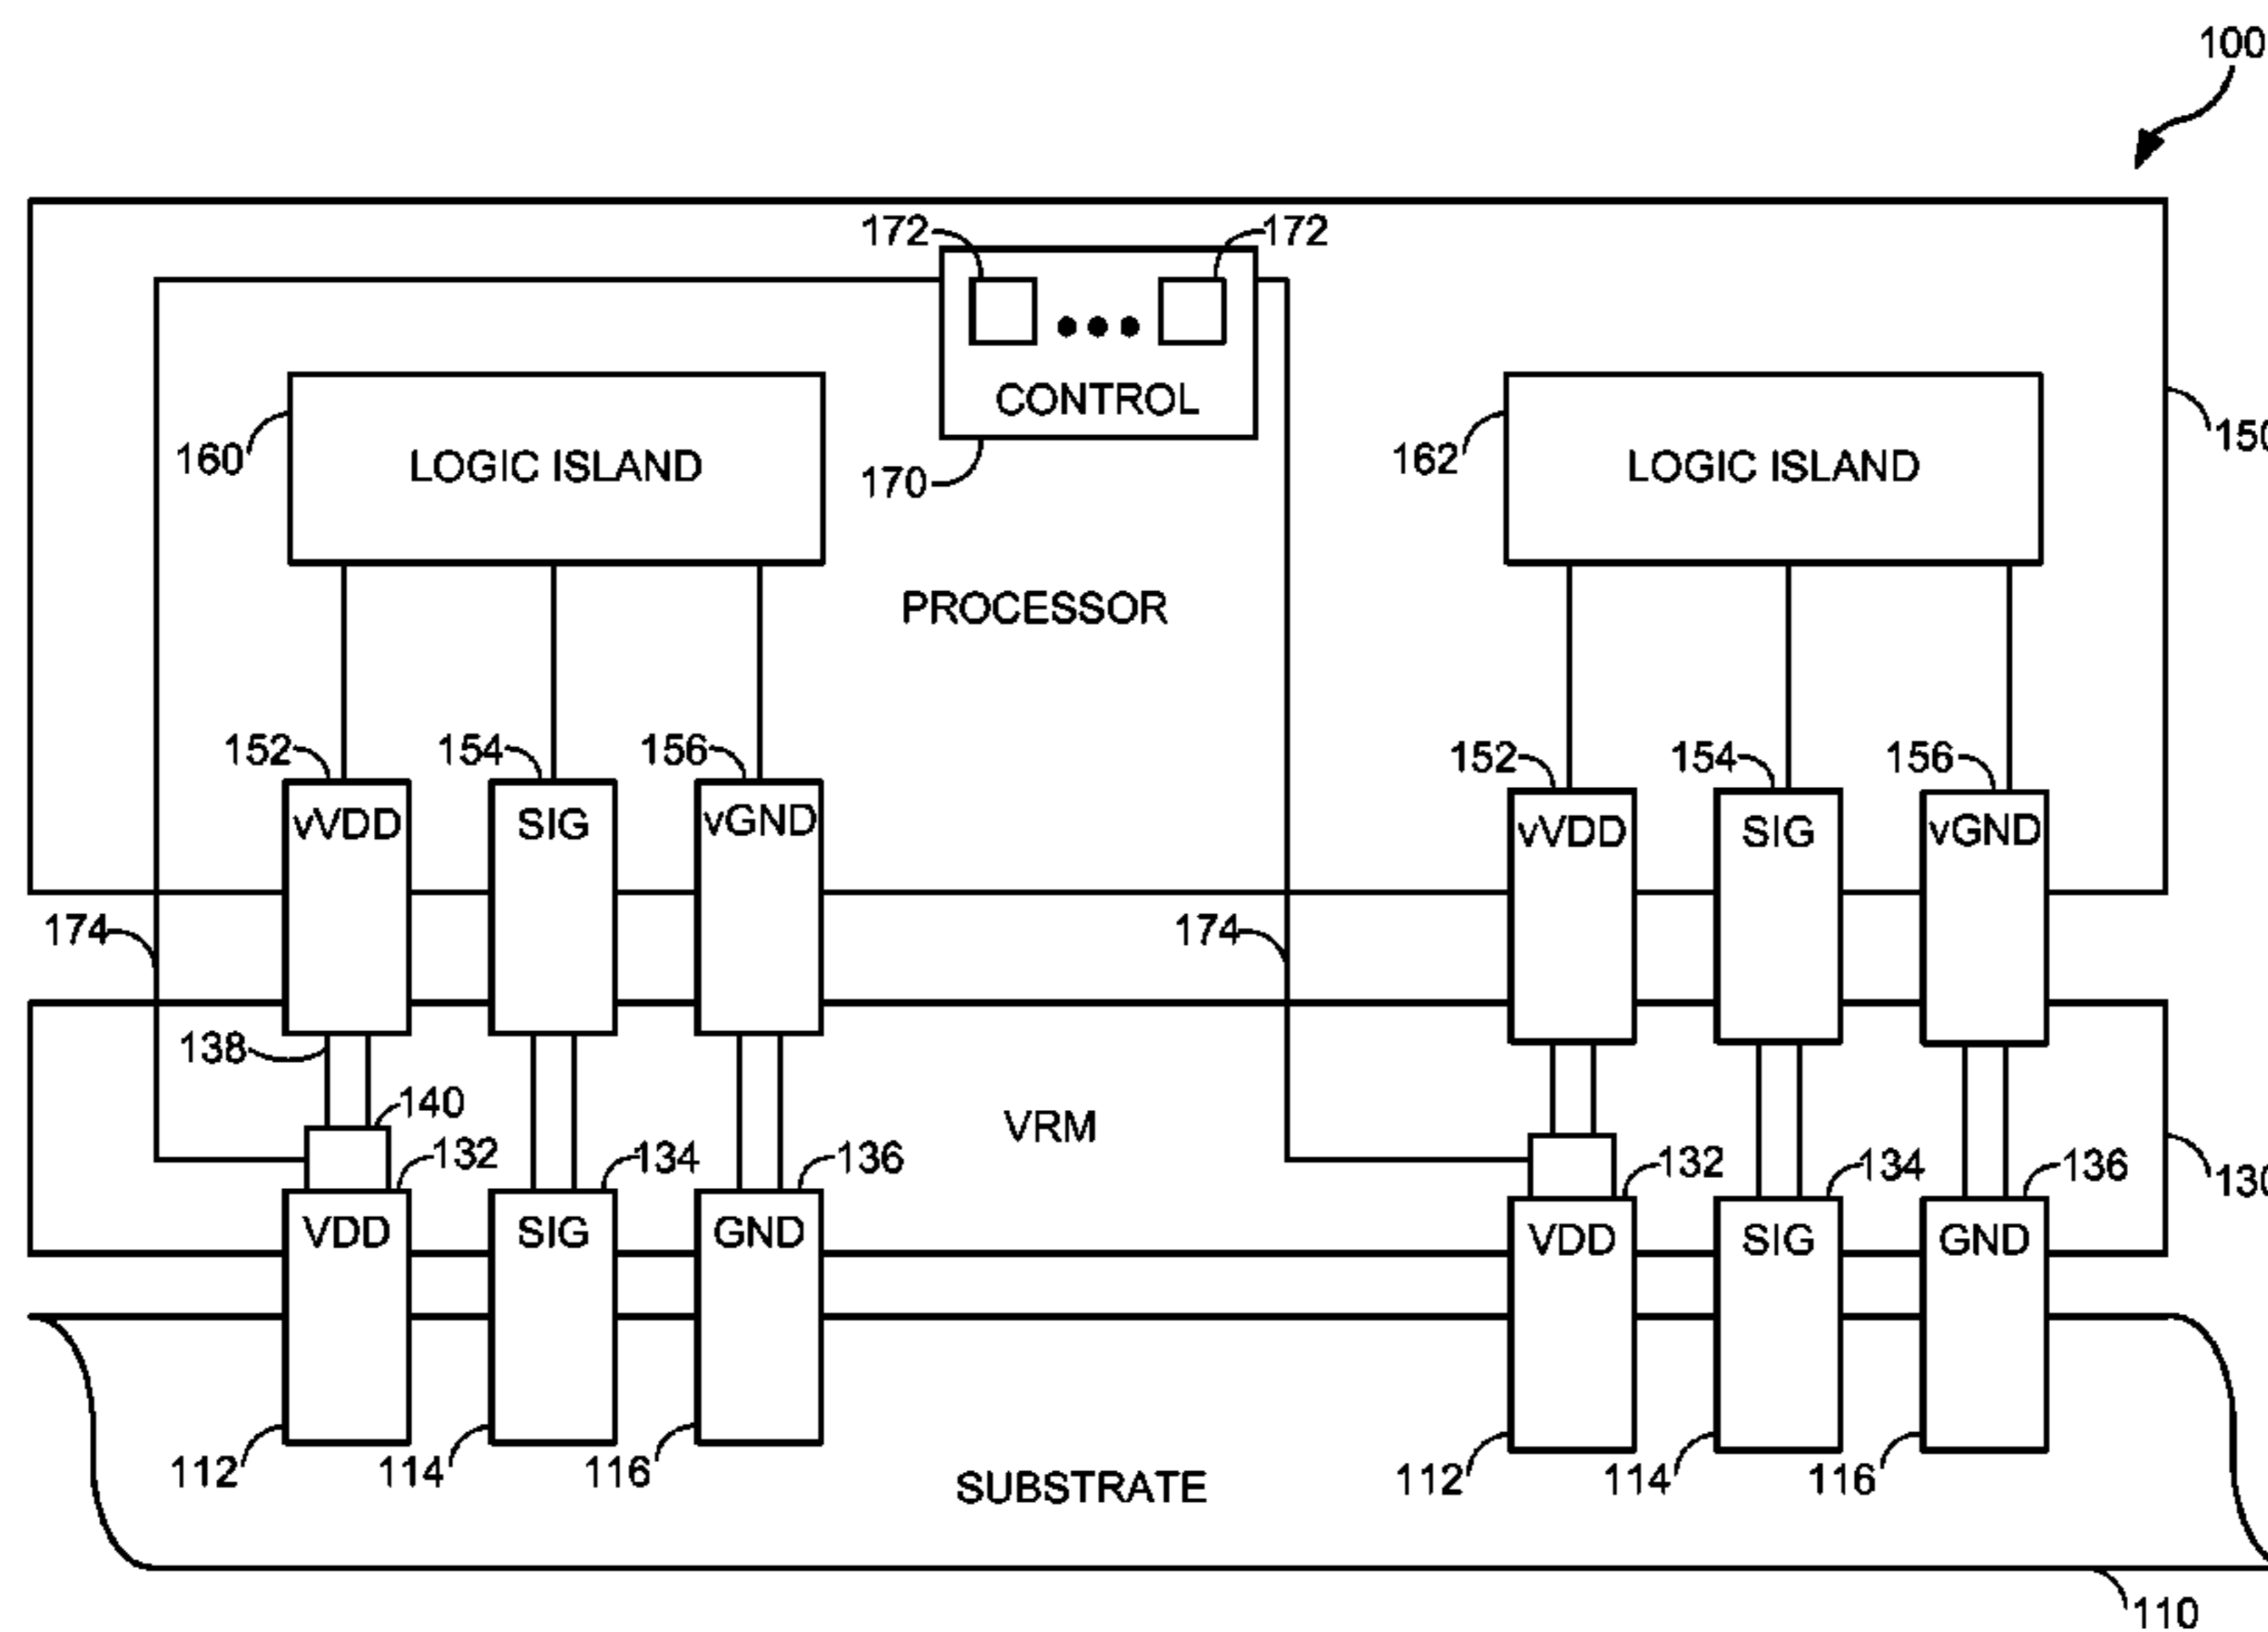 100
172
172
CONTROL
160
LOGIC ISLAND
170
162
LOGIC ISLAND
150
PROCESSOR
152
154
156
152
154
156
vVDD
SIG
vGND
vVDD
SIG
vGND
174
174
138
140
VRM
132
134
136
132
134
136
130
VDD
SIG
GND
VDD
SIG
GND
112
114
116
SUBSTRATE
112
114
116
110